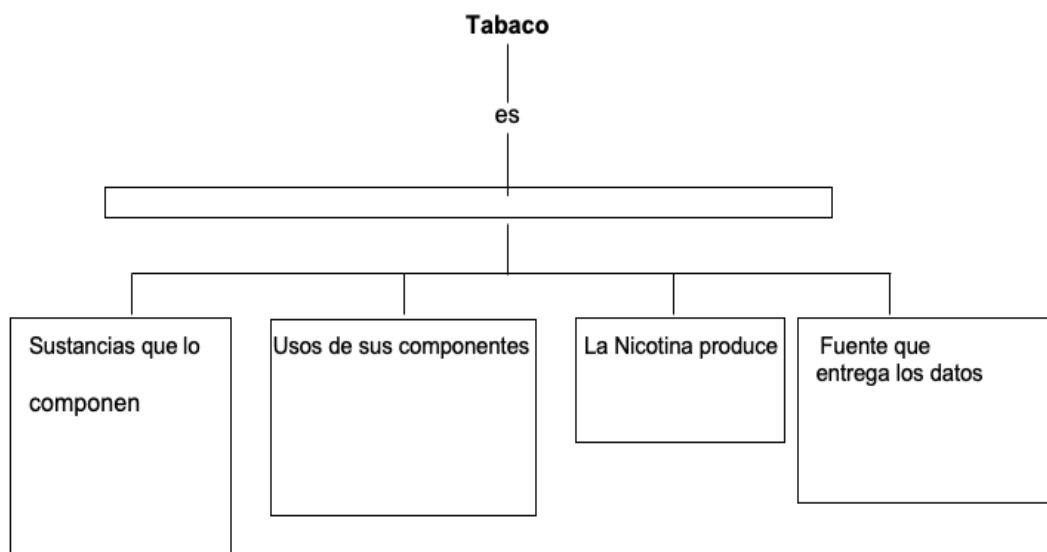 Tabaco
es
Sustancias que lo
componen
Usos de sus componentes
La Nicotina produce
Fuente que
entrega los datos